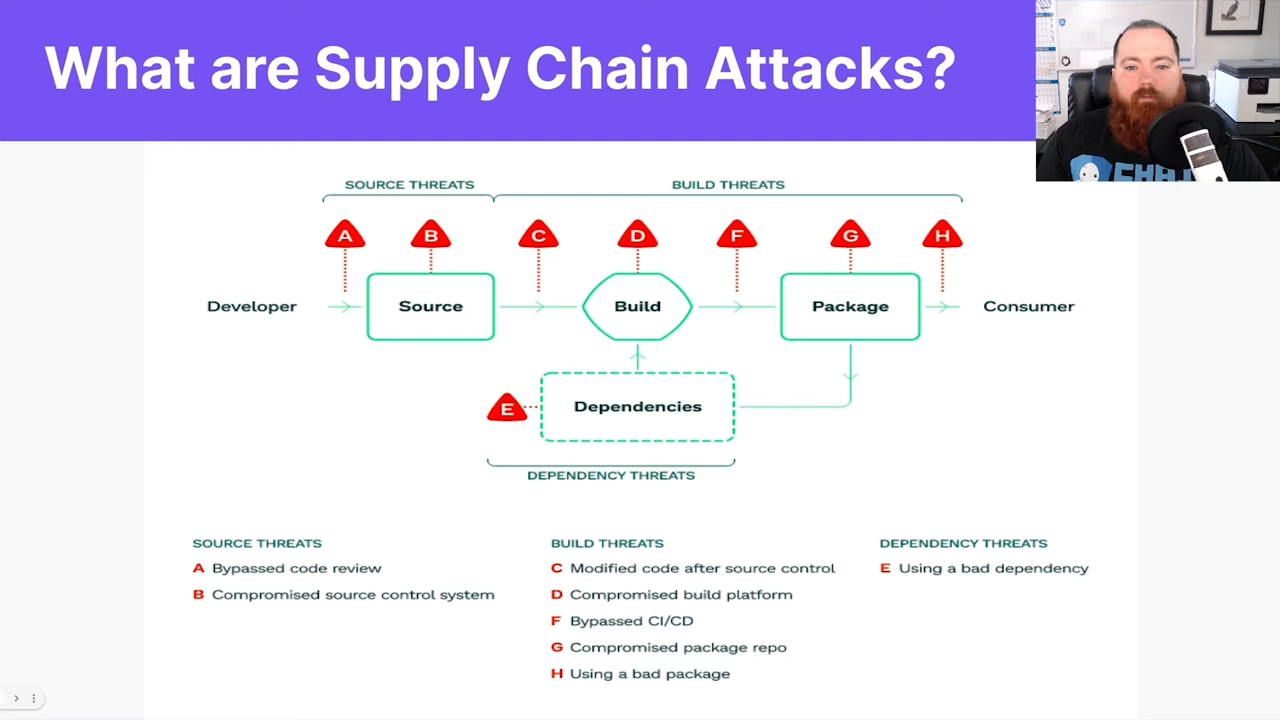 What are Supply Chain Attacks?
SOURCE THREATS
BUILD THREATS
A
B
C
D
F
G
H
Developer
Source
Build
Package
Consumer
E
Dependencies
DEPENDENCY THREATS
SOURCE THREATS
A Bypassed code review
B Compromised source control system
BUILD THREATS
C Modified code after source control
D Compromised build platform
F Bypassed CI/CD
G Compromised package repo
H Using a bad package
DEPENDENCY THREATS
E Using a bad dependency